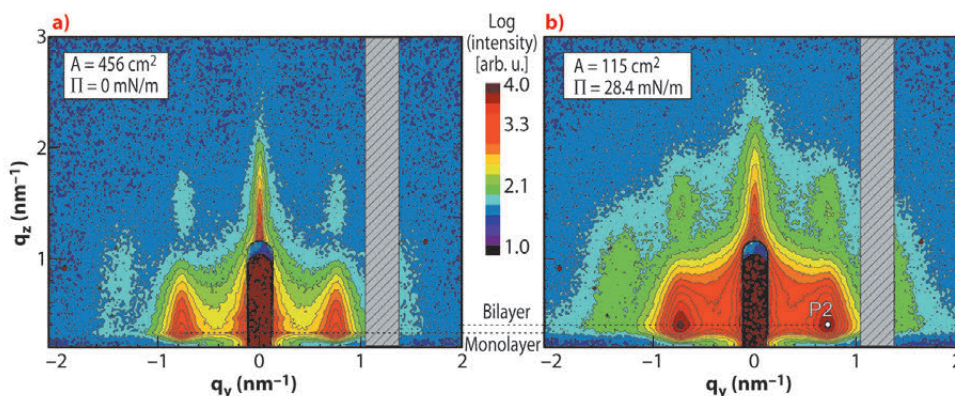 a)
3
2
1
q_z (nm⁻¹)
A = 456 cm²
Π = 0 mN/m
−2
−1
0
1
2
q_y (nm⁻¹)
Log
(intensity)
[arb. u.]
4.0
3.3
2.1
1.0
Bilayer
Monolayer
b)
A = 115 cm²
Π = 28.4 mN/m
P2
−2
−1
0
1
2
q_y (nm⁻¹)